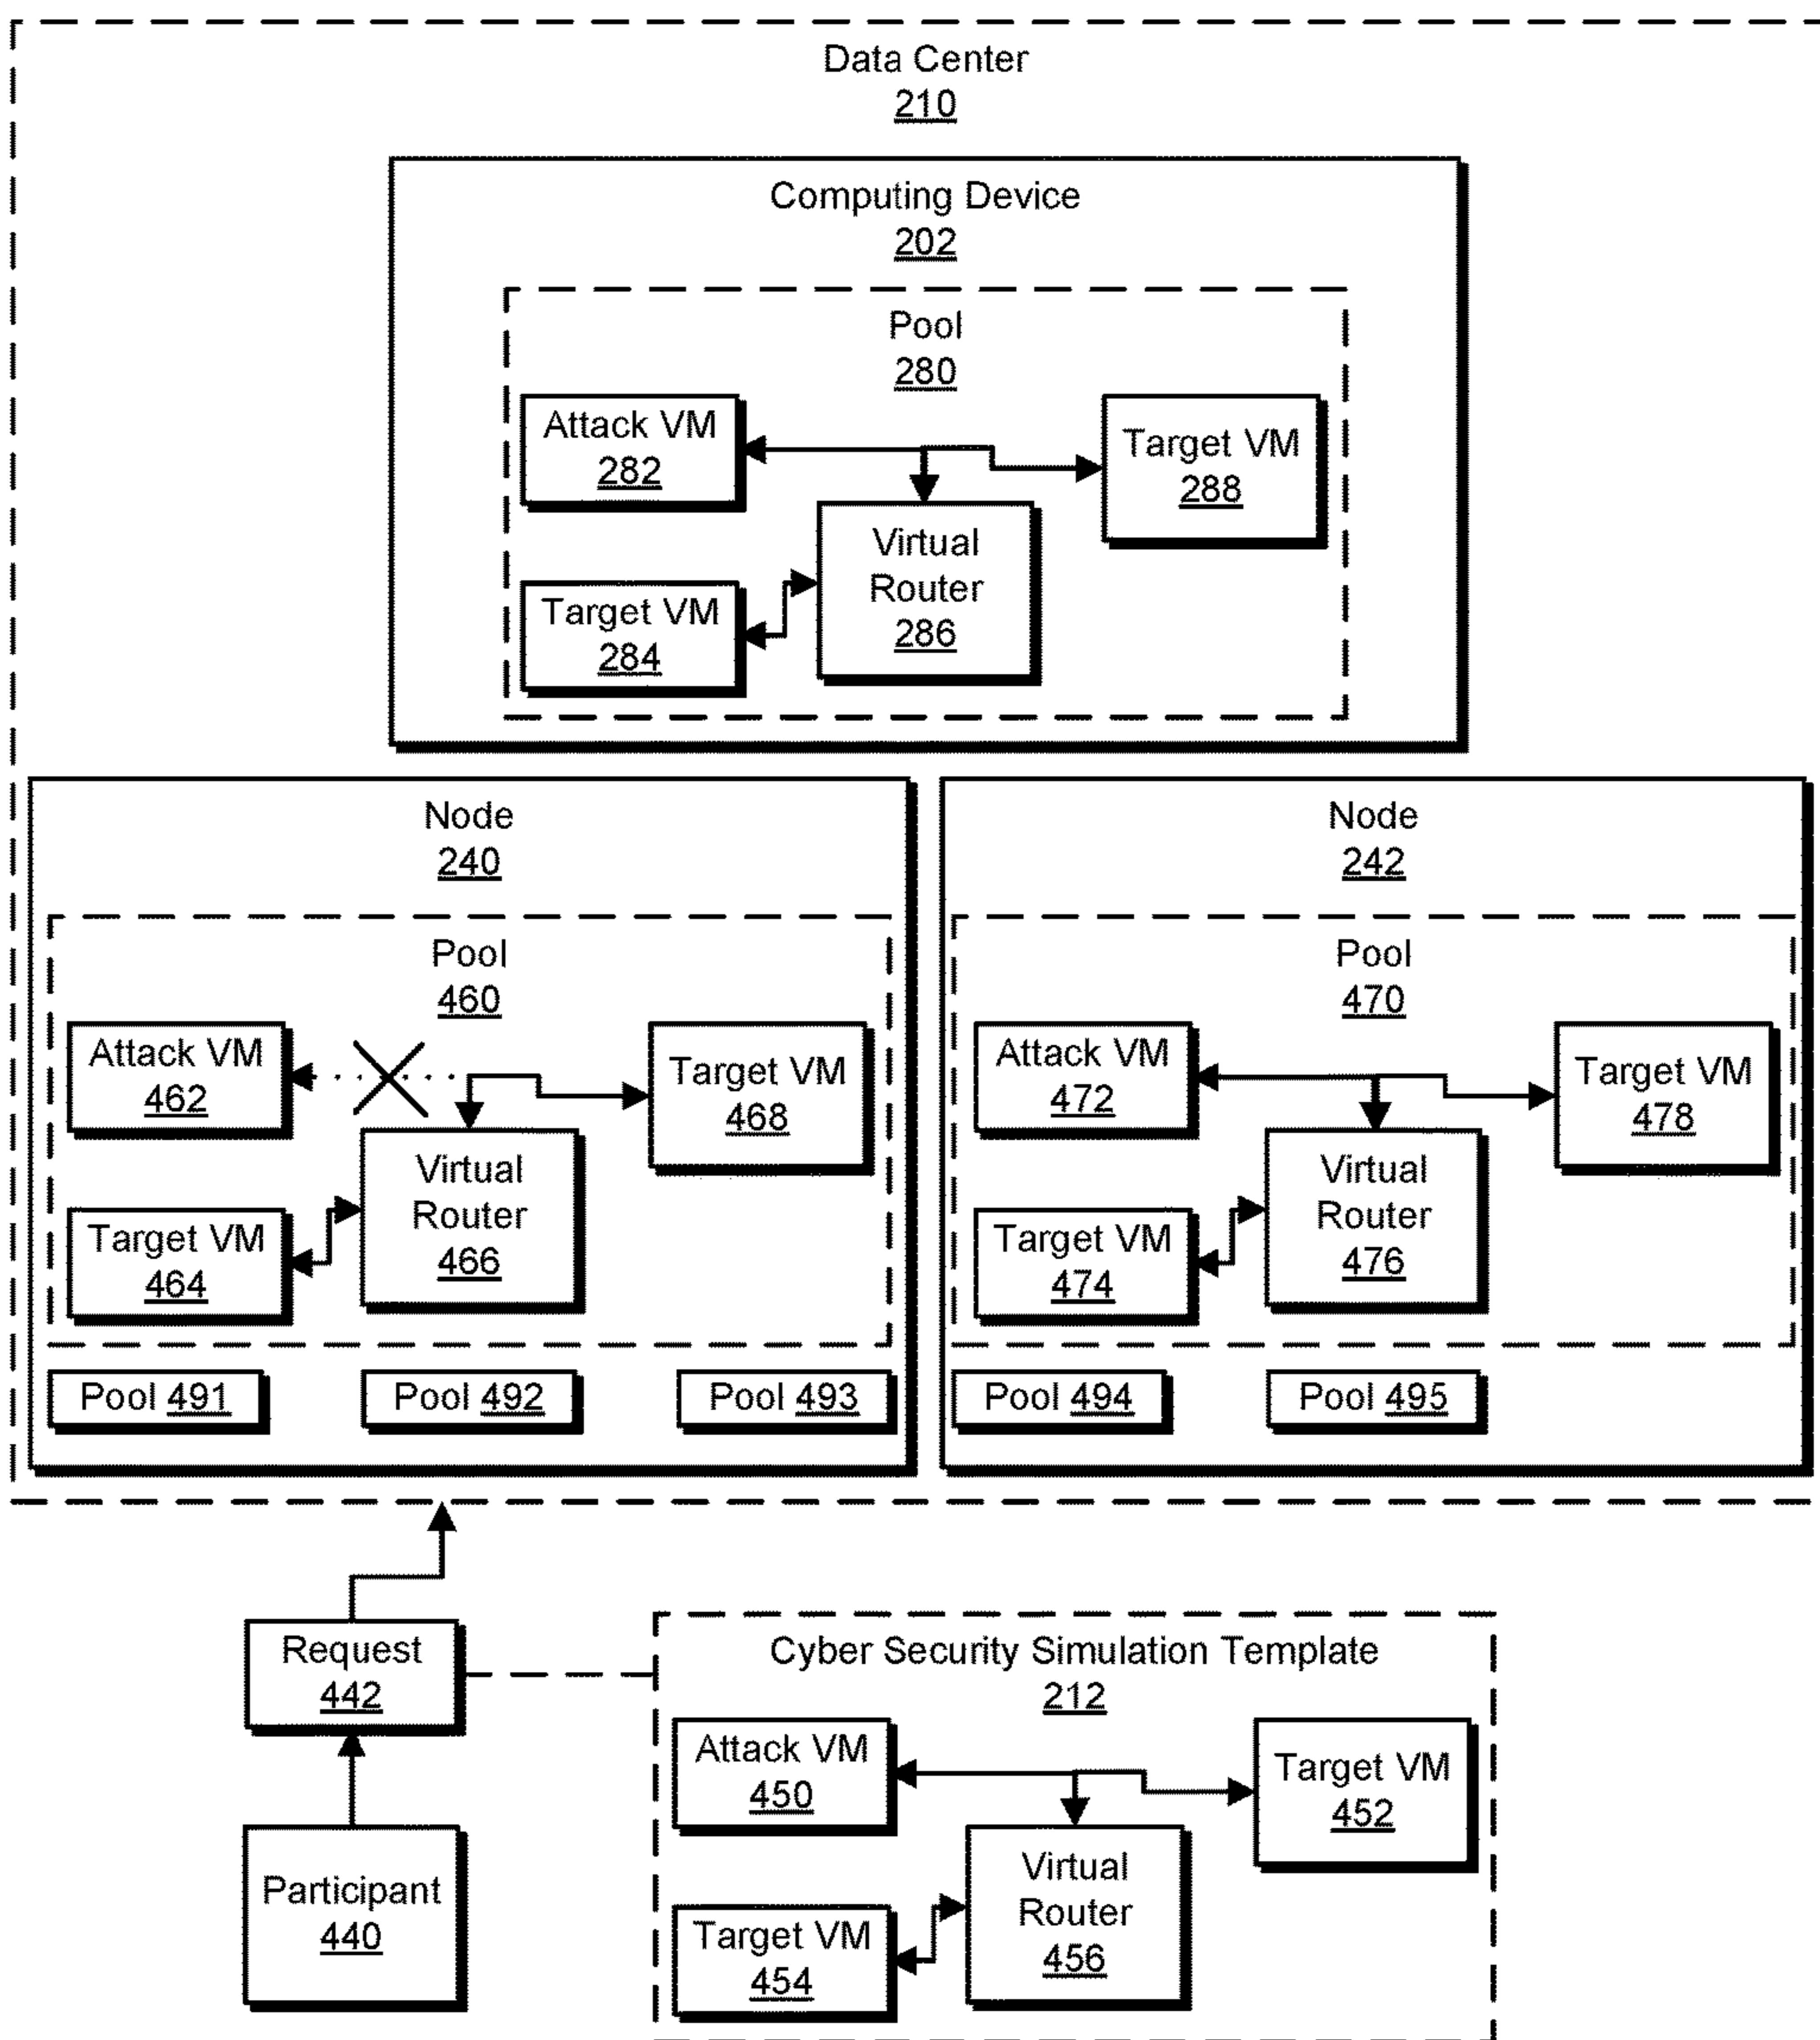 Data Center
210
Computing Device
202
Pool
280
Attack VM
282
Target VM
288
Virtual
Router
286
Target VM
284
Node
240
Pool
460
Attack VM
462
Target VM
468
Virtual
Router
466
Target VM
464
Pool 491
Pool 492
Pool 493
Node
242
Pool
470
Attack VM
472
Target VM
478
Virtual
Router
476
Target VM
474
Pool 494
Pool 495
Request
442
Participant
440
Cyber Security Simulation Template
212
Attack VM
450
Target VM
452
Virtual
Router
456
Target VM
454